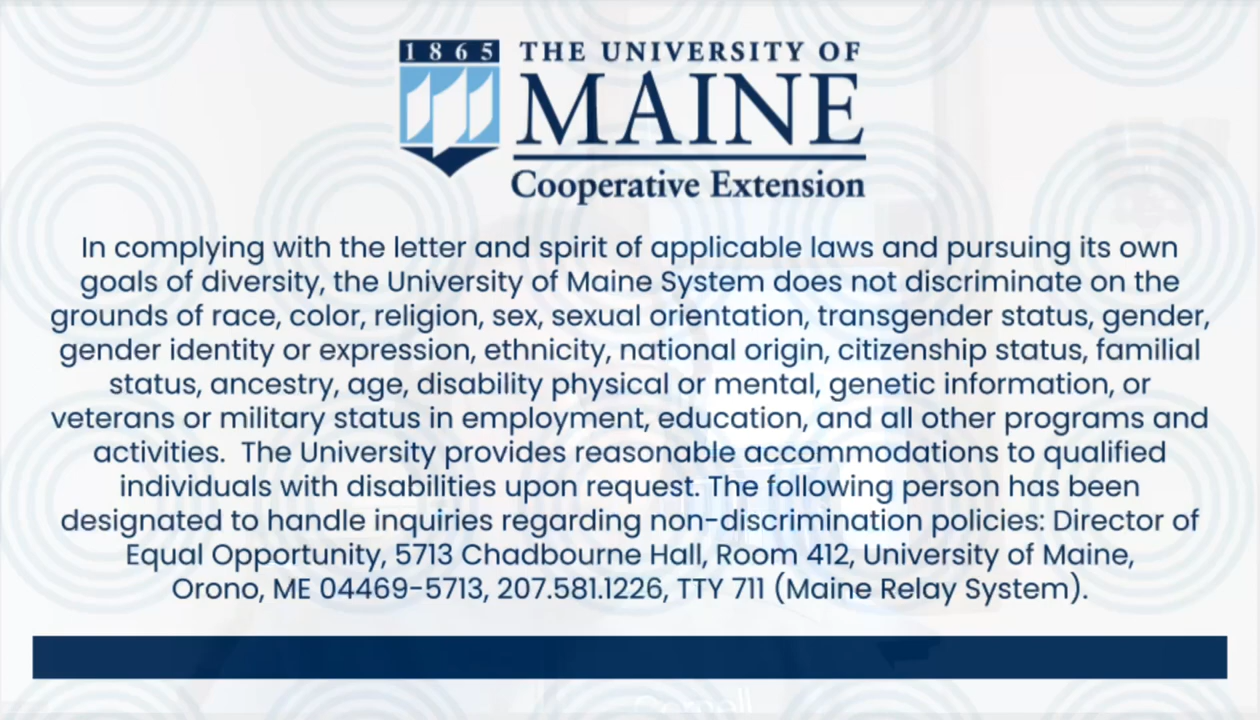 1865
THE UNIVERSITY OF
MAINE
Cooperative Extension
In complying with the letter and spirit of applicable laws and pursuing its own
goals of diversity, the University of Maine System does not discriminate on the
grounds of race, color, religion, sex, sexual orientation, transgender status, gender,
gender identity or expression, ethnicity, national origin, citizenship status, familial
status, ancestry, age, disability physical or mental, genetic information, or
veterans or military status in employment, education, and all other programs and
activities.  The University provides reasonable accommodations to qualified
individuals with disabilities upon request. The following person has been
designated to handle inquiries regarding non-discrimination policies: Director of
Equal Opportunity, 5713 Chadbourne Hall, Room 412, University of Maine,
Orono, ME 04469-5713, 207.581.1226, TTY 711 (Maine Relay System).
Cornell